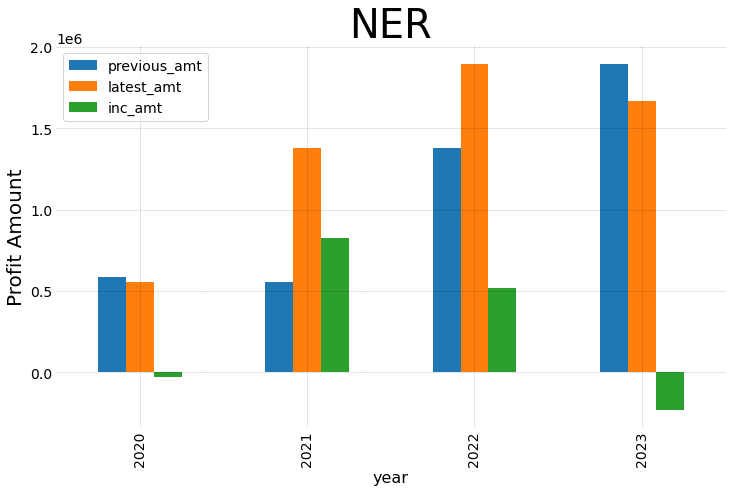 NER
1e6
2.0
1.5
1.0
0.5
0.0
Profit Amount
previous_amt
latest_amt
inc_amt
2020
2021
2022
2023
year